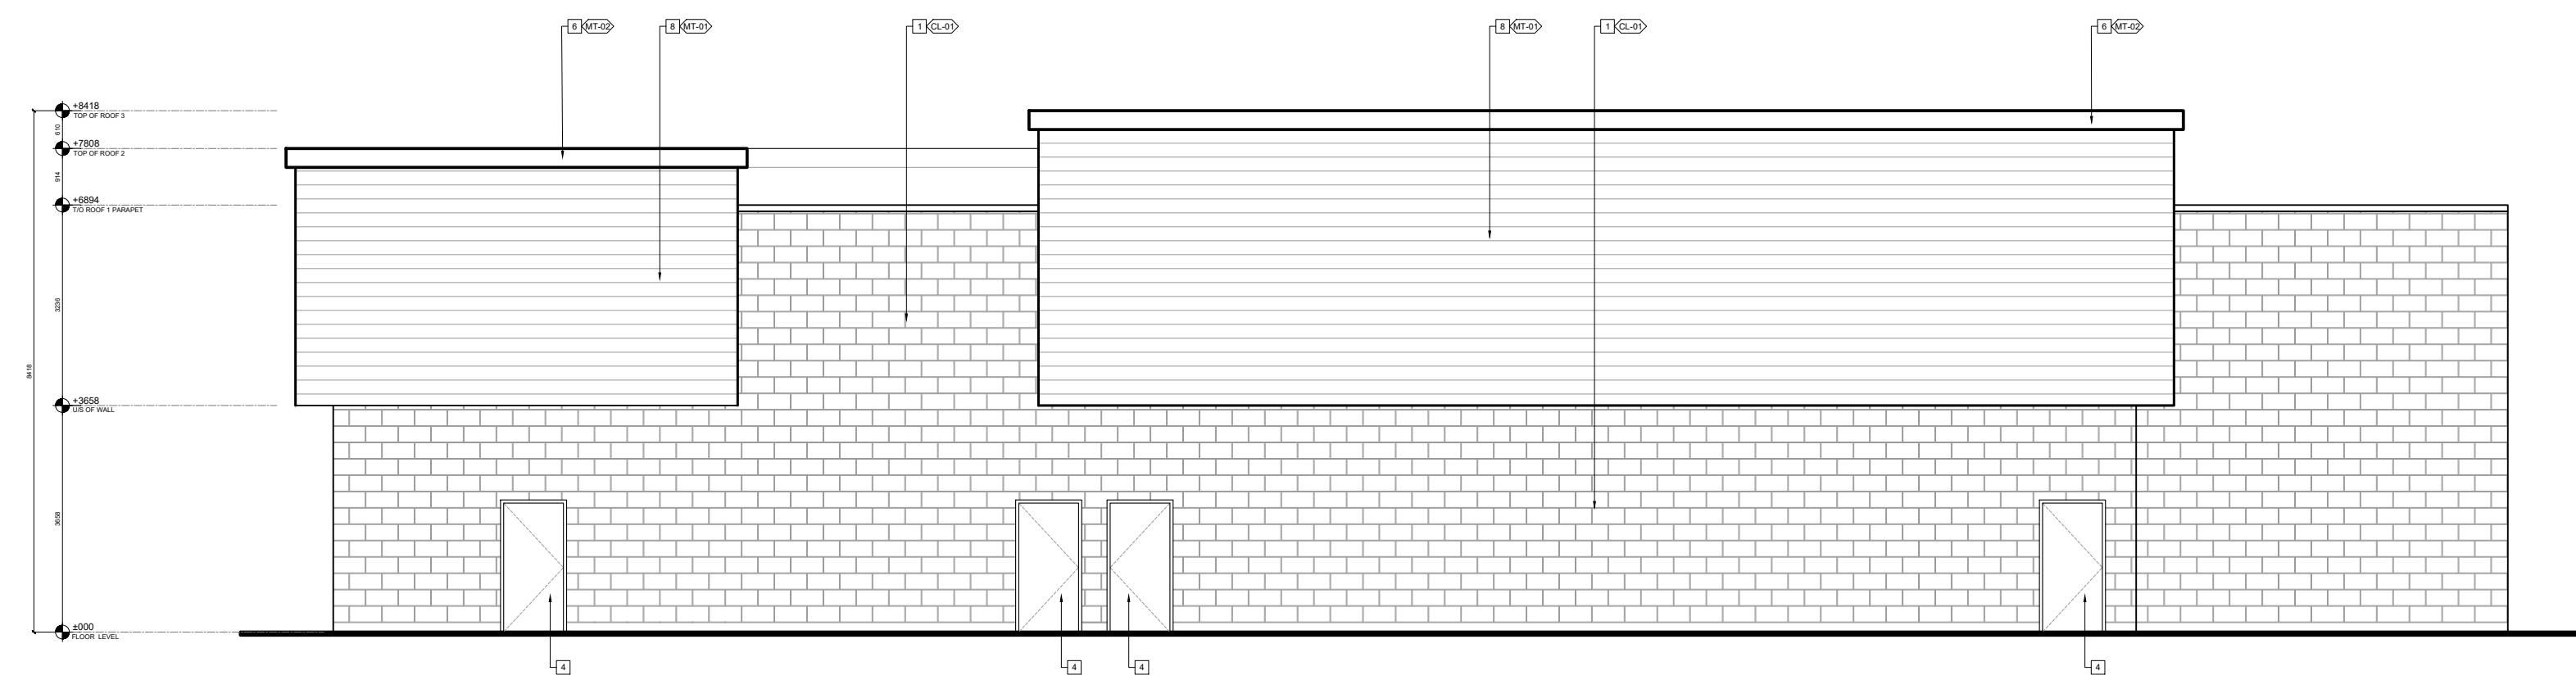 6 MT-02
8 MT-01
1 CL-01
8 MT-01
1 CL-01
6 MT-02
+8418
TOP OF ROOF 3
610
+7808
TOP OF ROOF 2
914
+6894
T/O ROOF 1 PARAPET
3236
8418
+3658
U/S OF WALL
3658
±000
FLOOR LEVEL
4
4
4
4